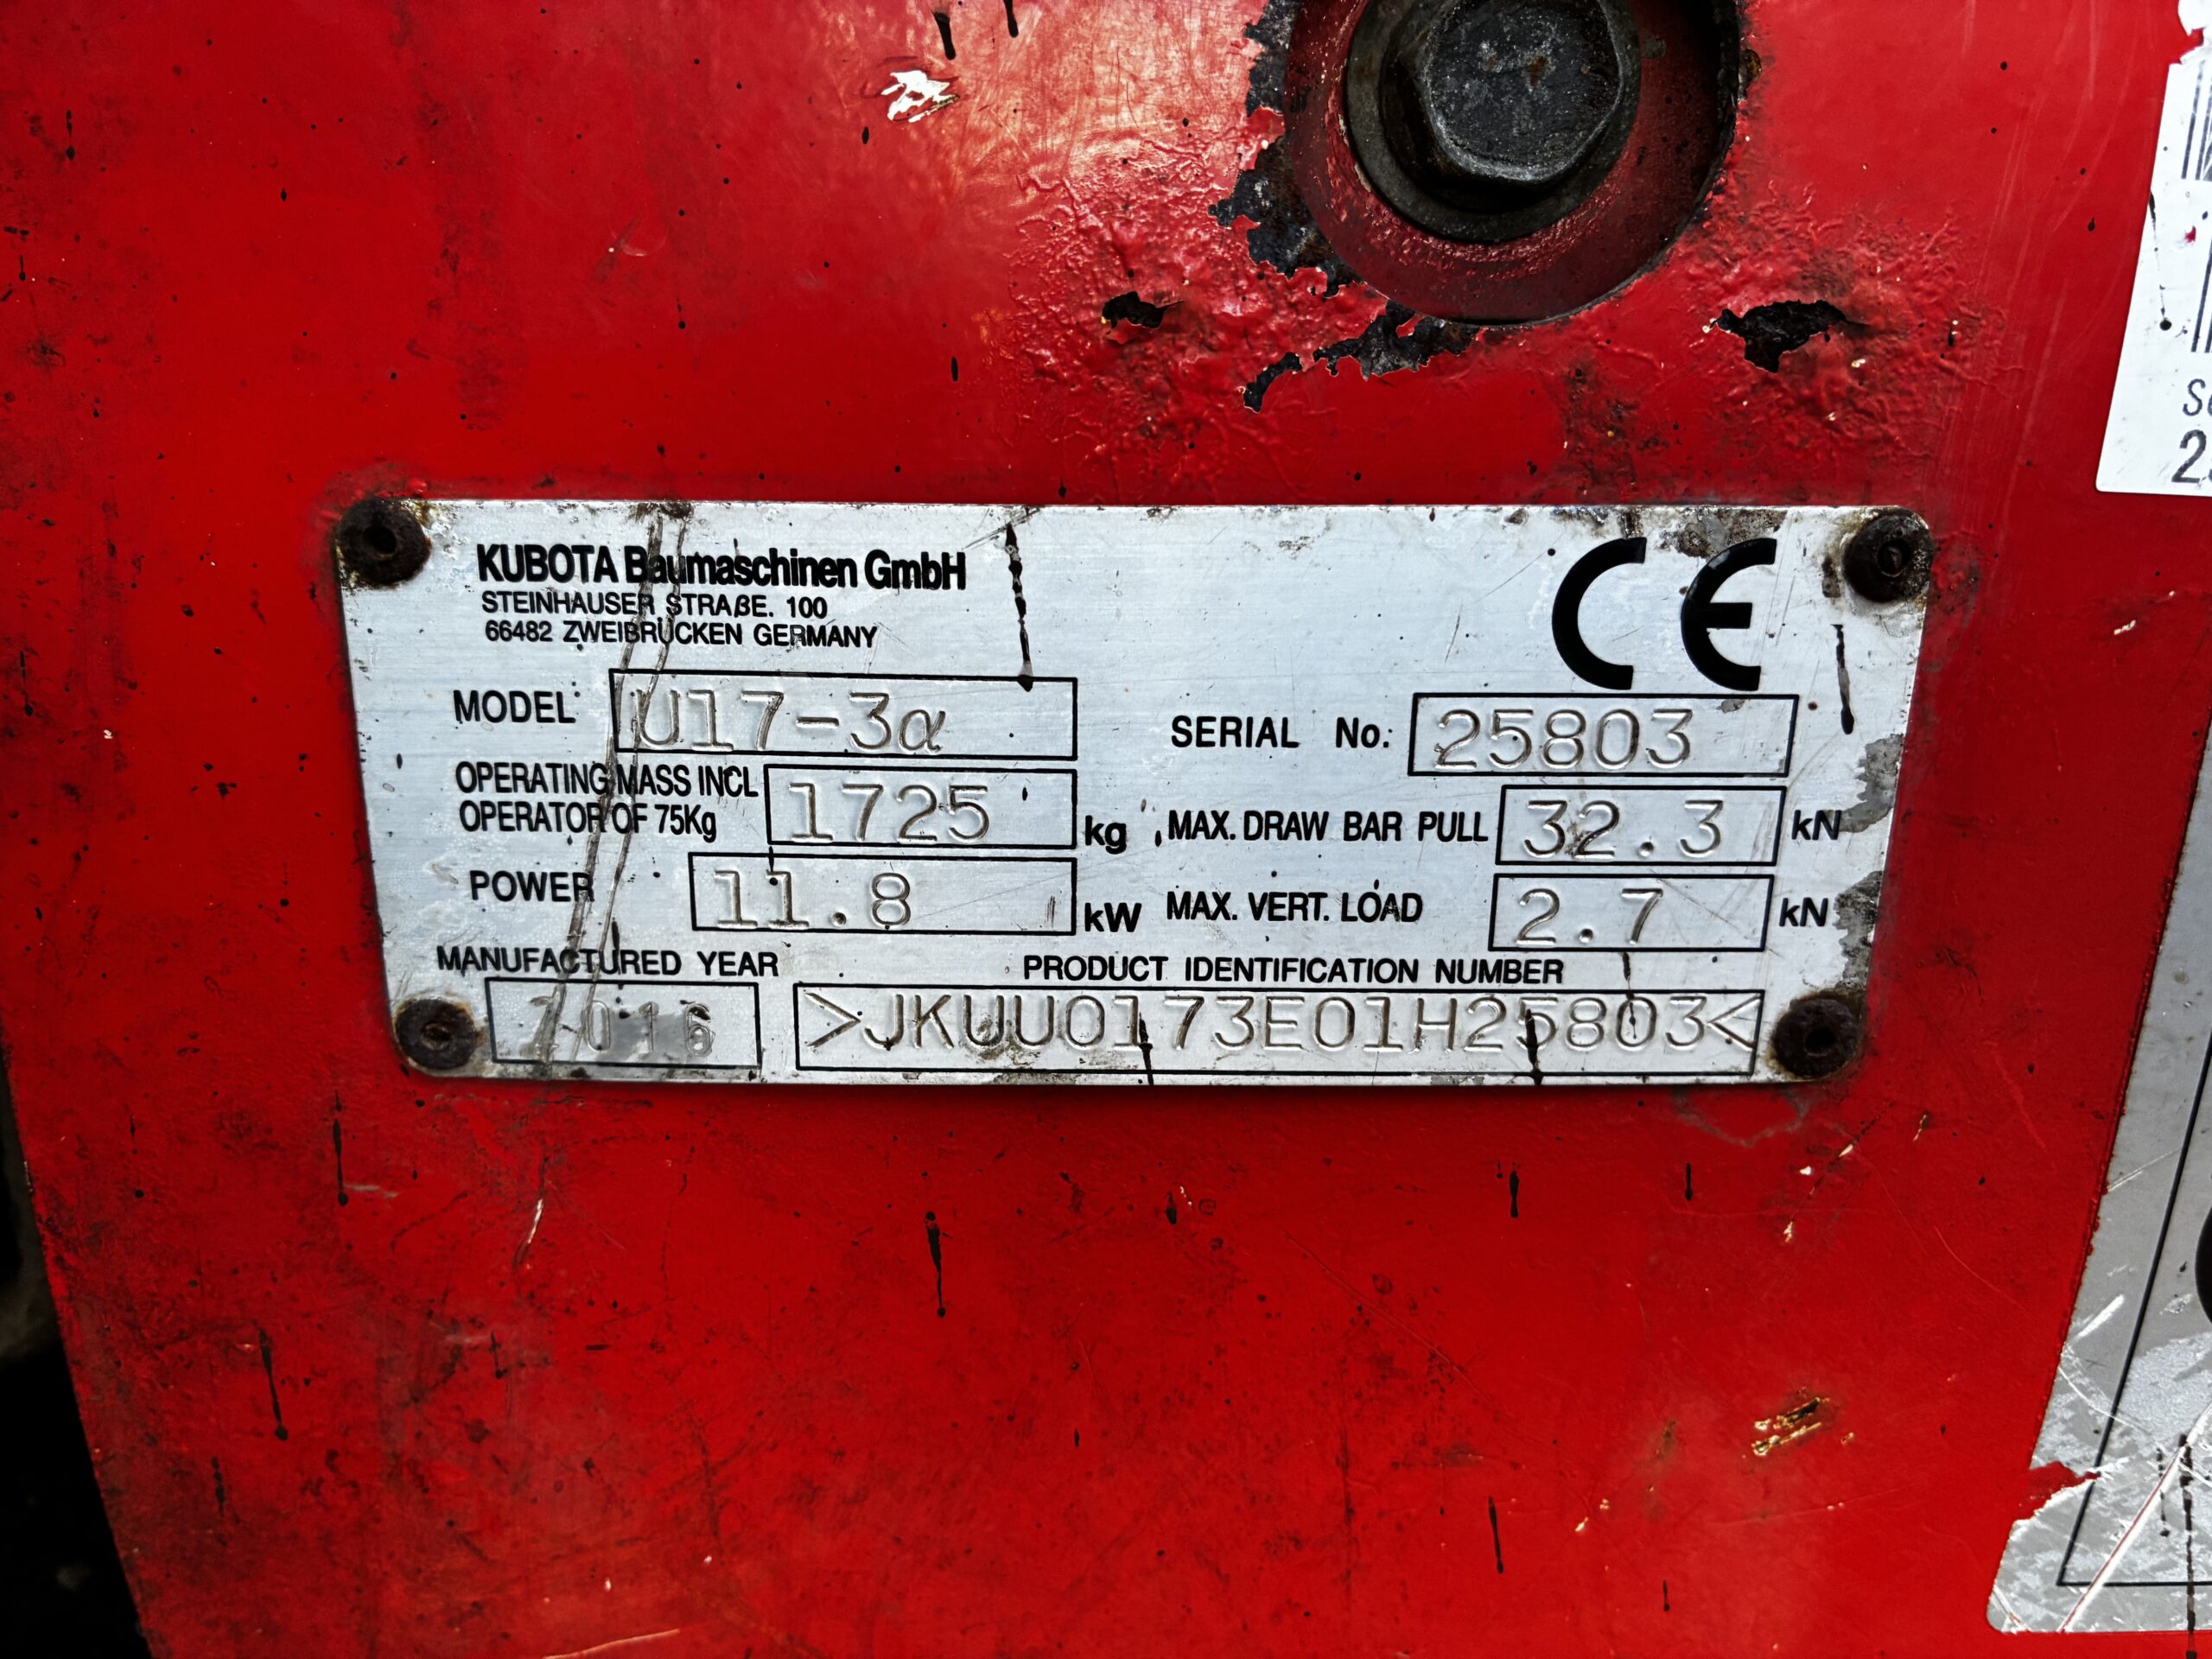 KUBOTA Baumaschinen GmbH
STEINHAUSER STRAßE. 100
66482 ZWEIBRÜCKEN GERMANY
CE
MODEL U17-3α
SERIAL No. 25803
OPERATING MASS INCL
OPERATOR OF 75Kg 1725 kg
MAX. DRAW BAR PULL 32.3 kN
POWER 11.8 kW
MAX. VERT. LOAD 2.7 kN
MANUFACTURED YEAR
2016
PRODUCT IDENTIFICATION NUMBER
>JKUU0173E01H25803<